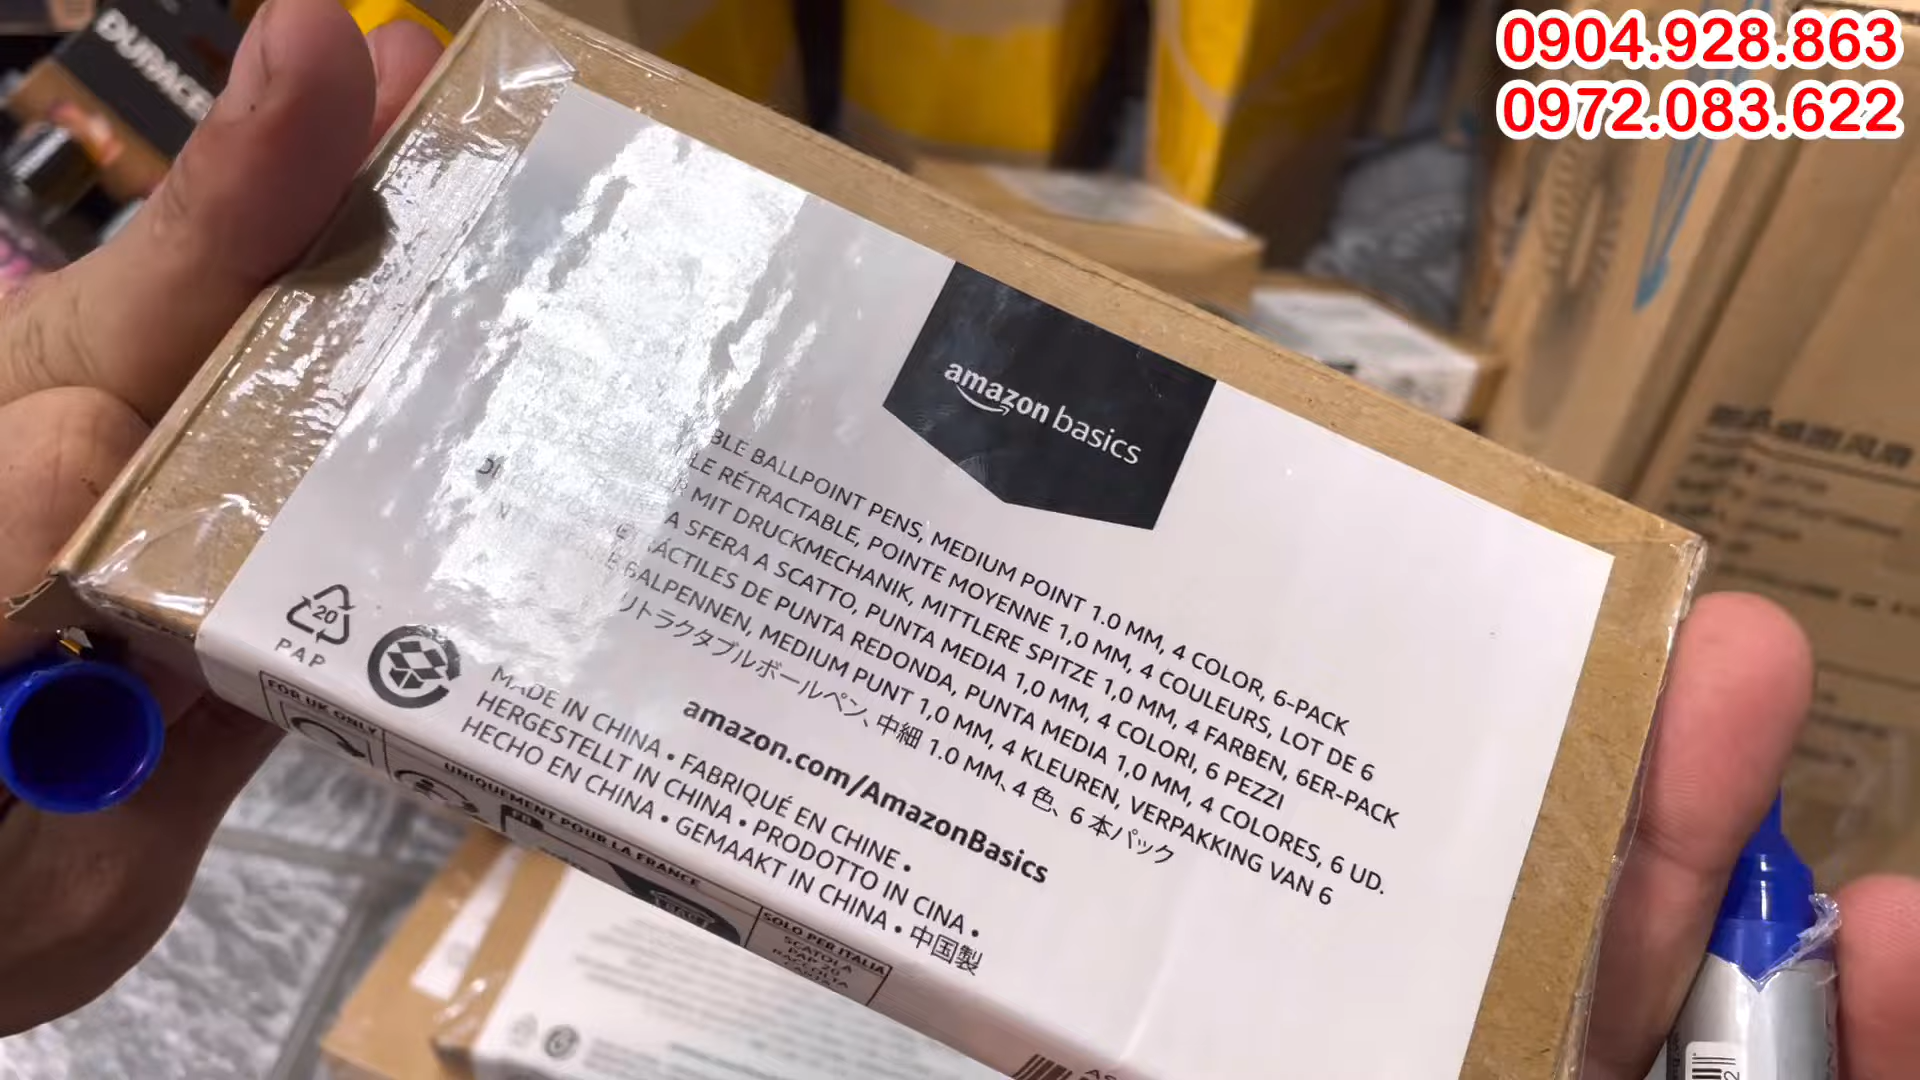 0904.928.863
0972.083.622
DURACE
amazon basics
BLE BALLPOINT PENS, MEDIUM POINT 1.0 MM, 4 COLOR, 6-PACK
LE RÉTRACTABLE, POINTE MOYENNE 1,0 MM, 4 COULEURS, LOT DE 6
MIT DRUCKMECHANIK, MITTLERE SPITZE 1,0 MM, 4 FARBEN, 6ER-PACK
A SFERA A SCATTO, PUNTA MEDIA 1,0 MM, 4 COLORI, 6 PEZZI
RÁCTILES DE PUNTA REDONDA, PUNTA MEDIA 1,0 MM, 4 COLORES, 6 UD.
BALPENNEN, MEDIUM PUNT 1,0 MM, 4 KLEUREN, VERPAKKING VAN 6
リトラクタブルボールペン、中細 1.0 MM、4 色、6 本パック
amazon.com/AmazonBasics
MADE IN CHINA • FABRIQUÉ EN CHINE •
HERGESTELLT IN CHINA • PRODOTTO IN CINA •
HECHO EN CHINA • GEMAAKT IN CHINA • 中国製
20
PAP
FOR UK ONLY
UNIQUEMENT POUR LA FRANCE
FR
SOLO PER ITALIA
SCATOLA
PAP 20
RACCOLTA
CARTA